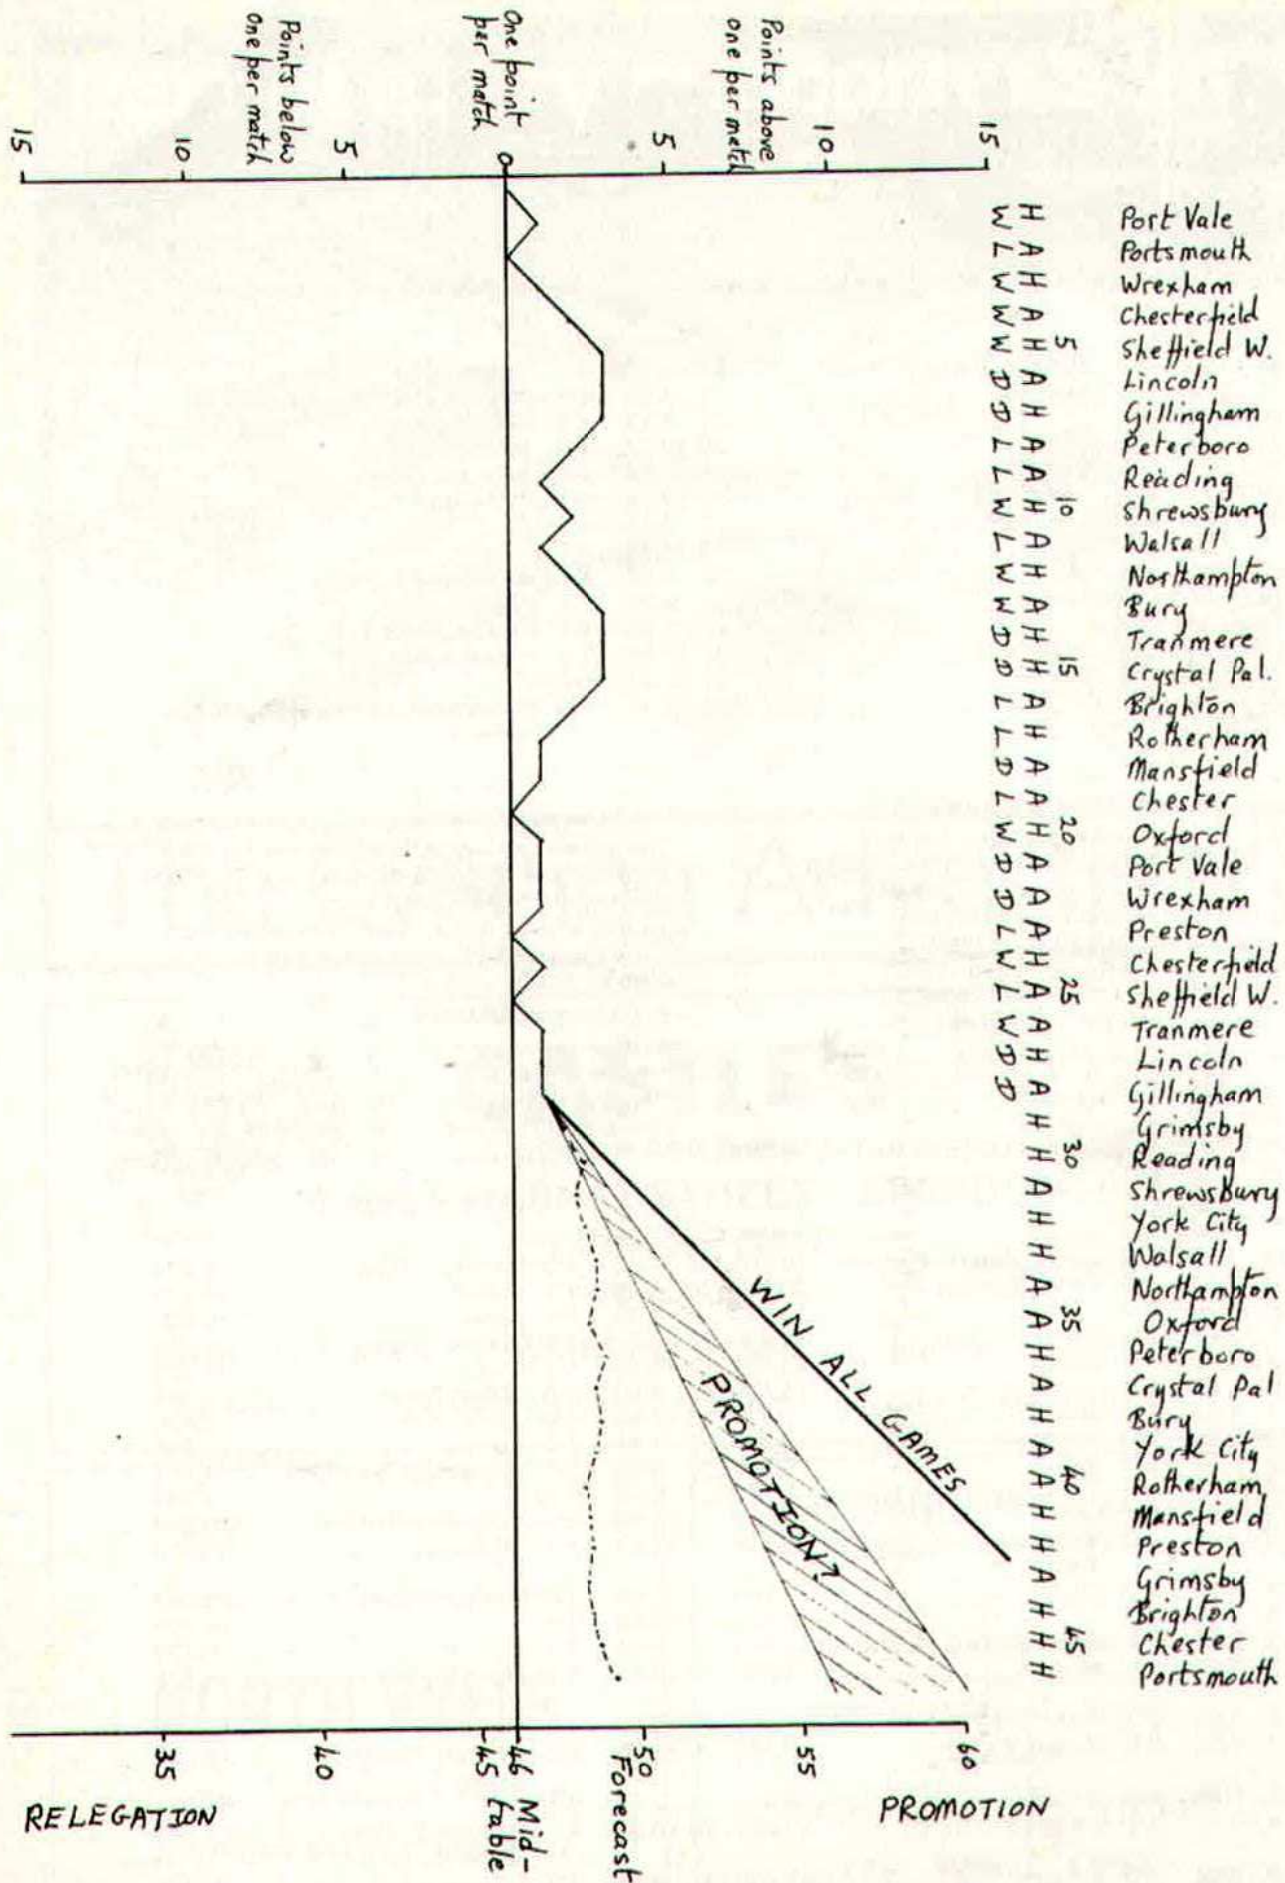 Points above
one per match
One point
per match
Points below
one per match
15
10
5
0
5
10
15
W H Port Vale
L A Portsmouth
W H Wrexham
W A Chesterfield
W H 5 Sheffield W.
D A Lincoln
D H Gillingham
L A Peterboro
L A Reading
W H 10 Shrewsbury
L A Walsall
W H Northampton
W A Bury
D H Tranmere
D H 15 Crystal Pal.
L A Brighton
L H Rotherham
D A Mansfield
L A Chester
W H 20 Oxford
D A Port Vale
D A Wrexham
L A Preston
W H Chesterfield
L A 25 Sheffield W.
W A Tranmere
D H Lincoln
D A Gillingham
H Grimsby
H 30 Reading
A Shrewsbury
H York City
H Walsall
A Northampton
A 35 Oxford
H Peterboro
A Crystal Pal
H Bury
A York City
A 40 Rotherham
H Mansfield
H Preston
A Grimsby
H Brighton
H 45 Chester
H Portsmouth
WIN ALL GAMES
PROMOTION?
35
40
45
46
50
55
60
RELEGATION
Mid-
table
Forecast
PROMOTION